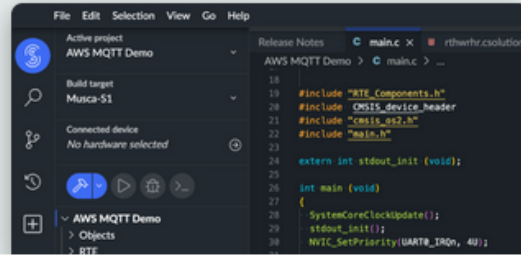 File Edit Selection View Go Help
Active project
AWS MQTT Demo
Build target
Musca-S1
Connected device
No hardware selected
AWS MQTT Demo
Objects
RTE
Release Notes C main.c × rthwrhr.csolution
AWS MQTT Demo > C main.c > ...
18
19 #include "RTE_Components.h"
20 #include CMSIS_device_header
21 #include "cmsis_os2.h"
22 #include "main.h"
23
24 extern int stdout_init (void);
25
26 int main (void)
27 {
28 SystemCoreClockUpdate();
29 stdout_init();
30 NVIC_SetPriority(UART0_IRQn, 4U);